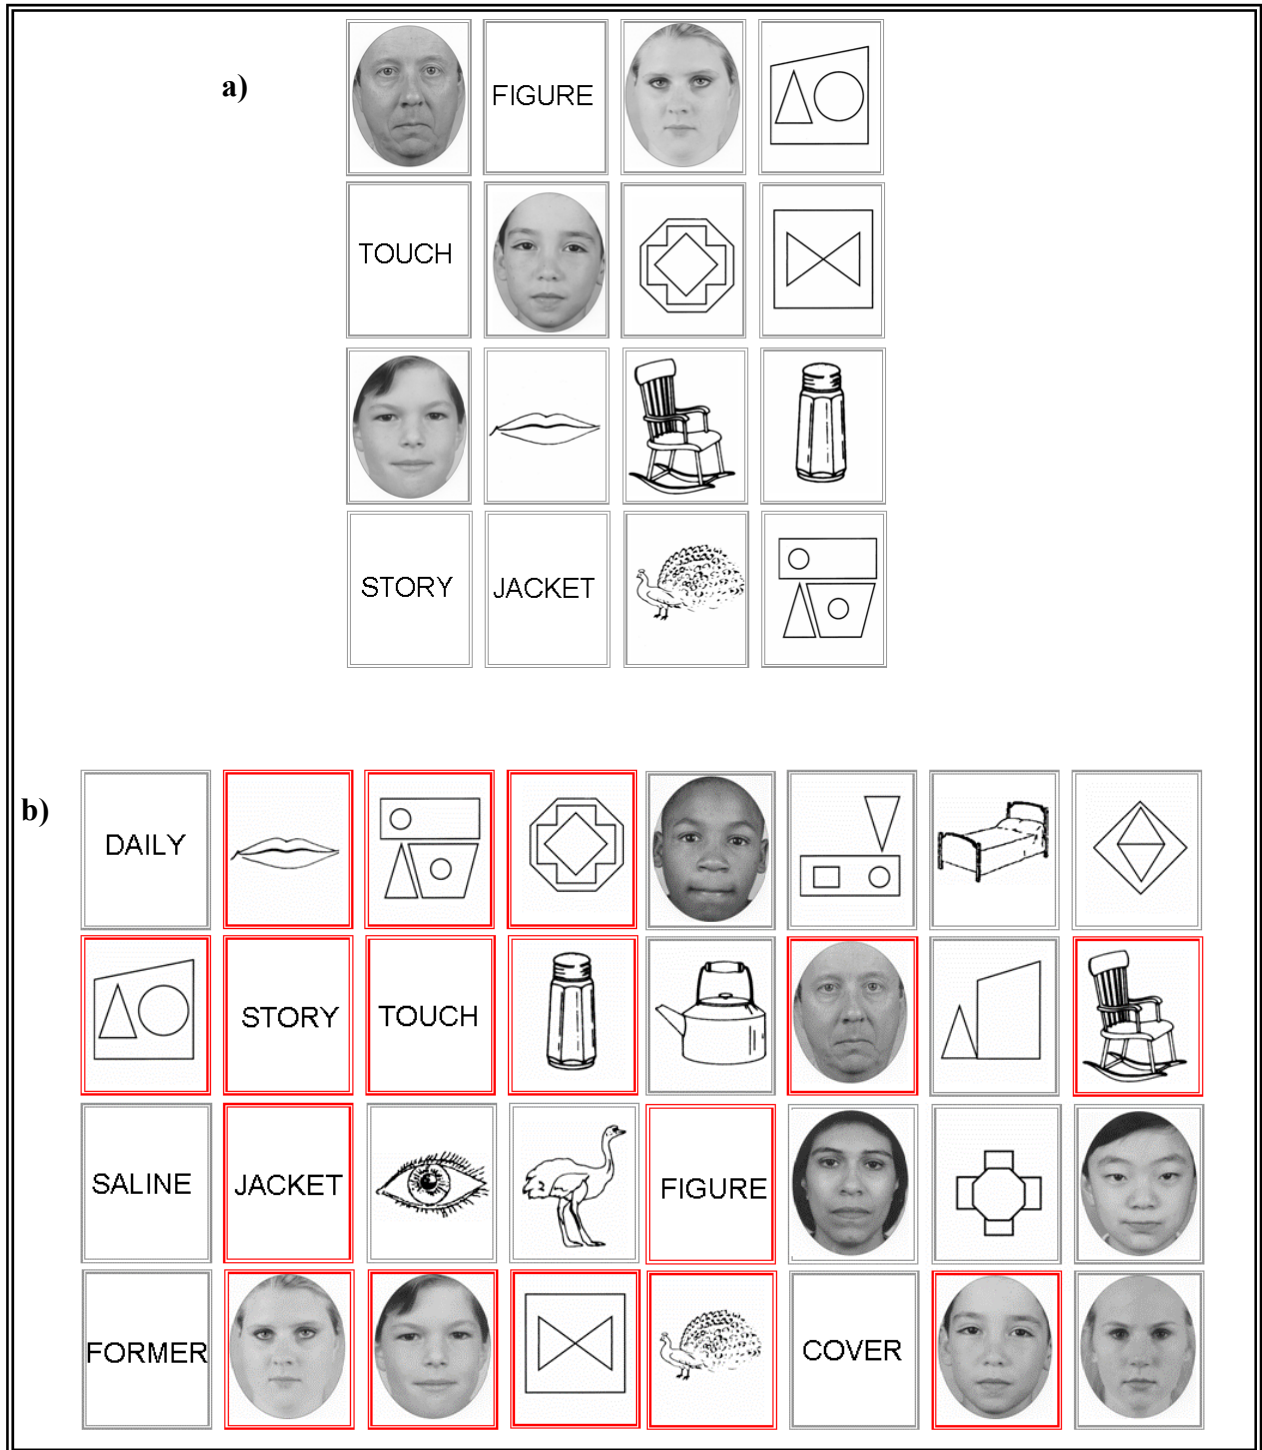 a)
FIGURE
TOUCH
STORY JACKET
b)
DAILY
STORY TOUCH
SALINE JACKET FIGURE
FORMER COVER